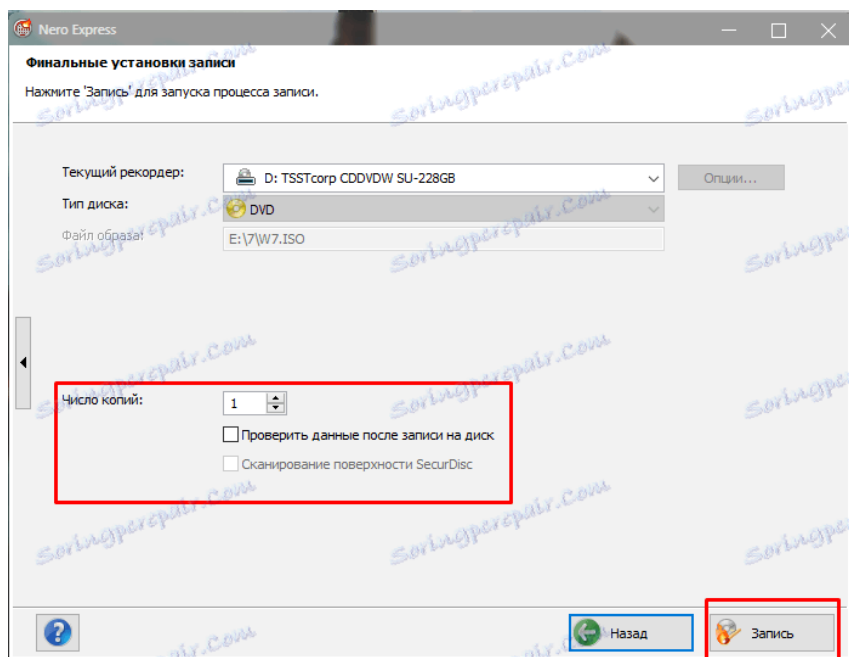 Nero Express
Финальные установки записи
Нажмите 'Запись' для запуска процесса записи.
Текущий рекордер:
D: TSSTcorp CDDVDW SU-228GB
Опции...
Тип диска:
DVD
Файл образа:
E:\7\W7.ISO
Число копий:
1
Проверить данные после записи на диск
Сканирование поверхности SecurDisc
Назад
Запись
Soringpcrepair.Com